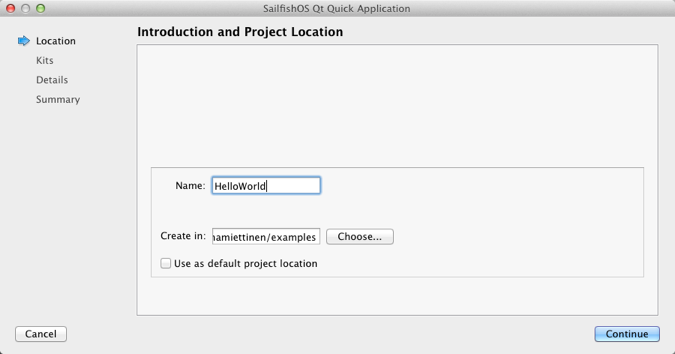 SailfishOS Qt Quick Application
Location
Kits
Details
Summary
Introduction and Project Location
Name: HelloWorld
Create in: amiettinen/examples Choose...
Use as default project location
Cancel Continue